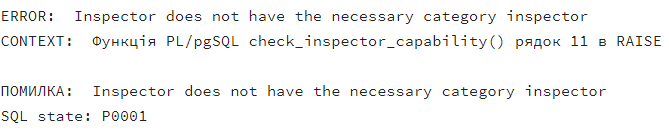 ERROR:  Inspector does not have the necessary category inspector
CONTEXT:  Функція PL/pgSQL check_inspector_capability() рядок 11 в RAISE
ПОМИЛКА:  Inspector does not have the necessary category inspector
SQL state: P0001